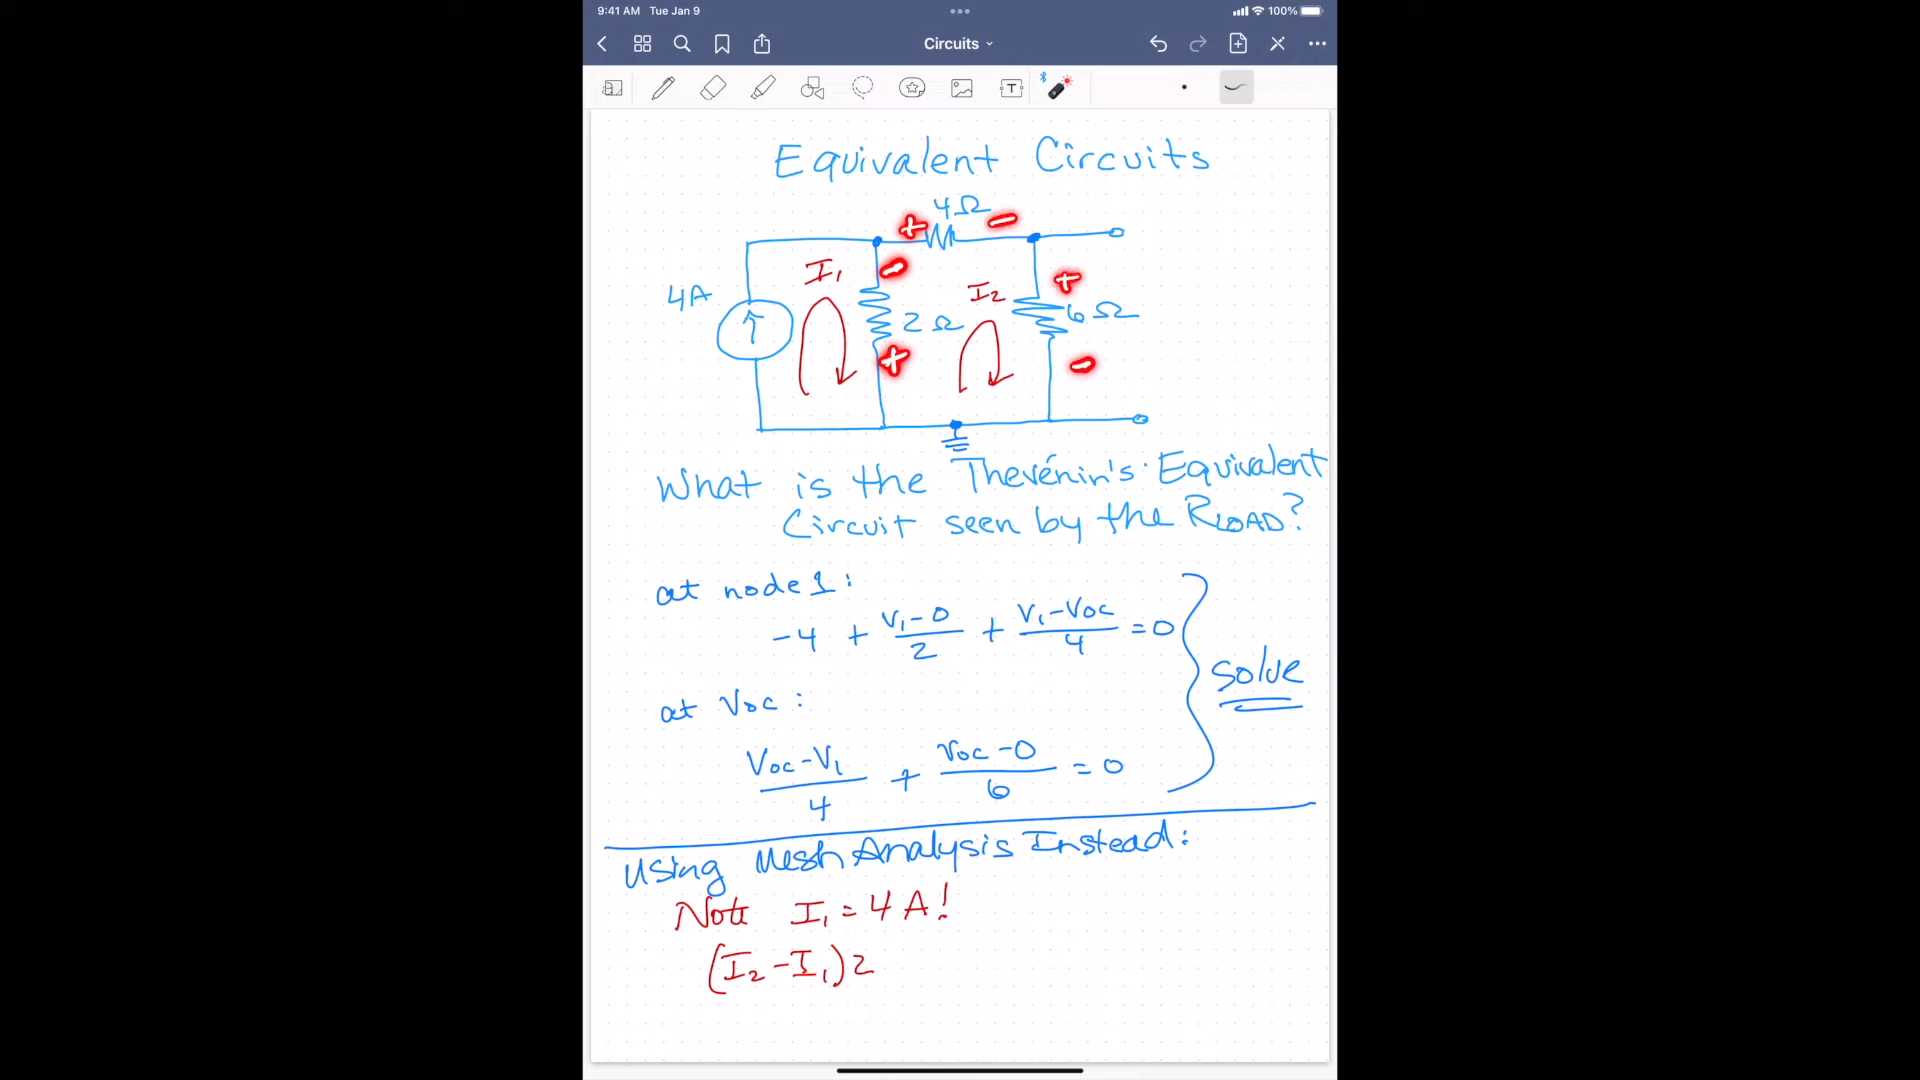 9:41 AM Tue Jan 9
100%
Circuits
Equivalent Circuits
4Ω
+ −
4A
I₁
−
2Ω
+
I₂
+
6Ω
−
What is the Thevénin's Equivalent
Circuit seen by the RLOAD?
at node 1:
-4 + (V₁-0)/2 + (V₁-Voc)/4 = 0
solve
at Voc:
(Voc-V₁)/4 + (Voc-0)/6 = 0
Using Mesh Analysis Instead:
Note I₁ = 4A!
(I₂-I₁)2